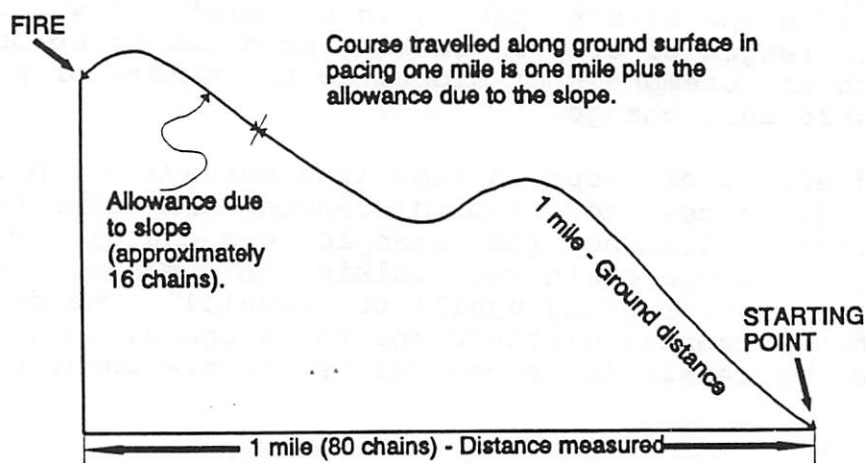 FIRE
Course travelled along ground surface in
pacing one mile is one mile plus the
allowance due to the slope.
Allowance due
to slope
(approximately
16 chains).
1 mile - Ground distance
STARTING
POINT
1 mile (80 chains) - Distance measured